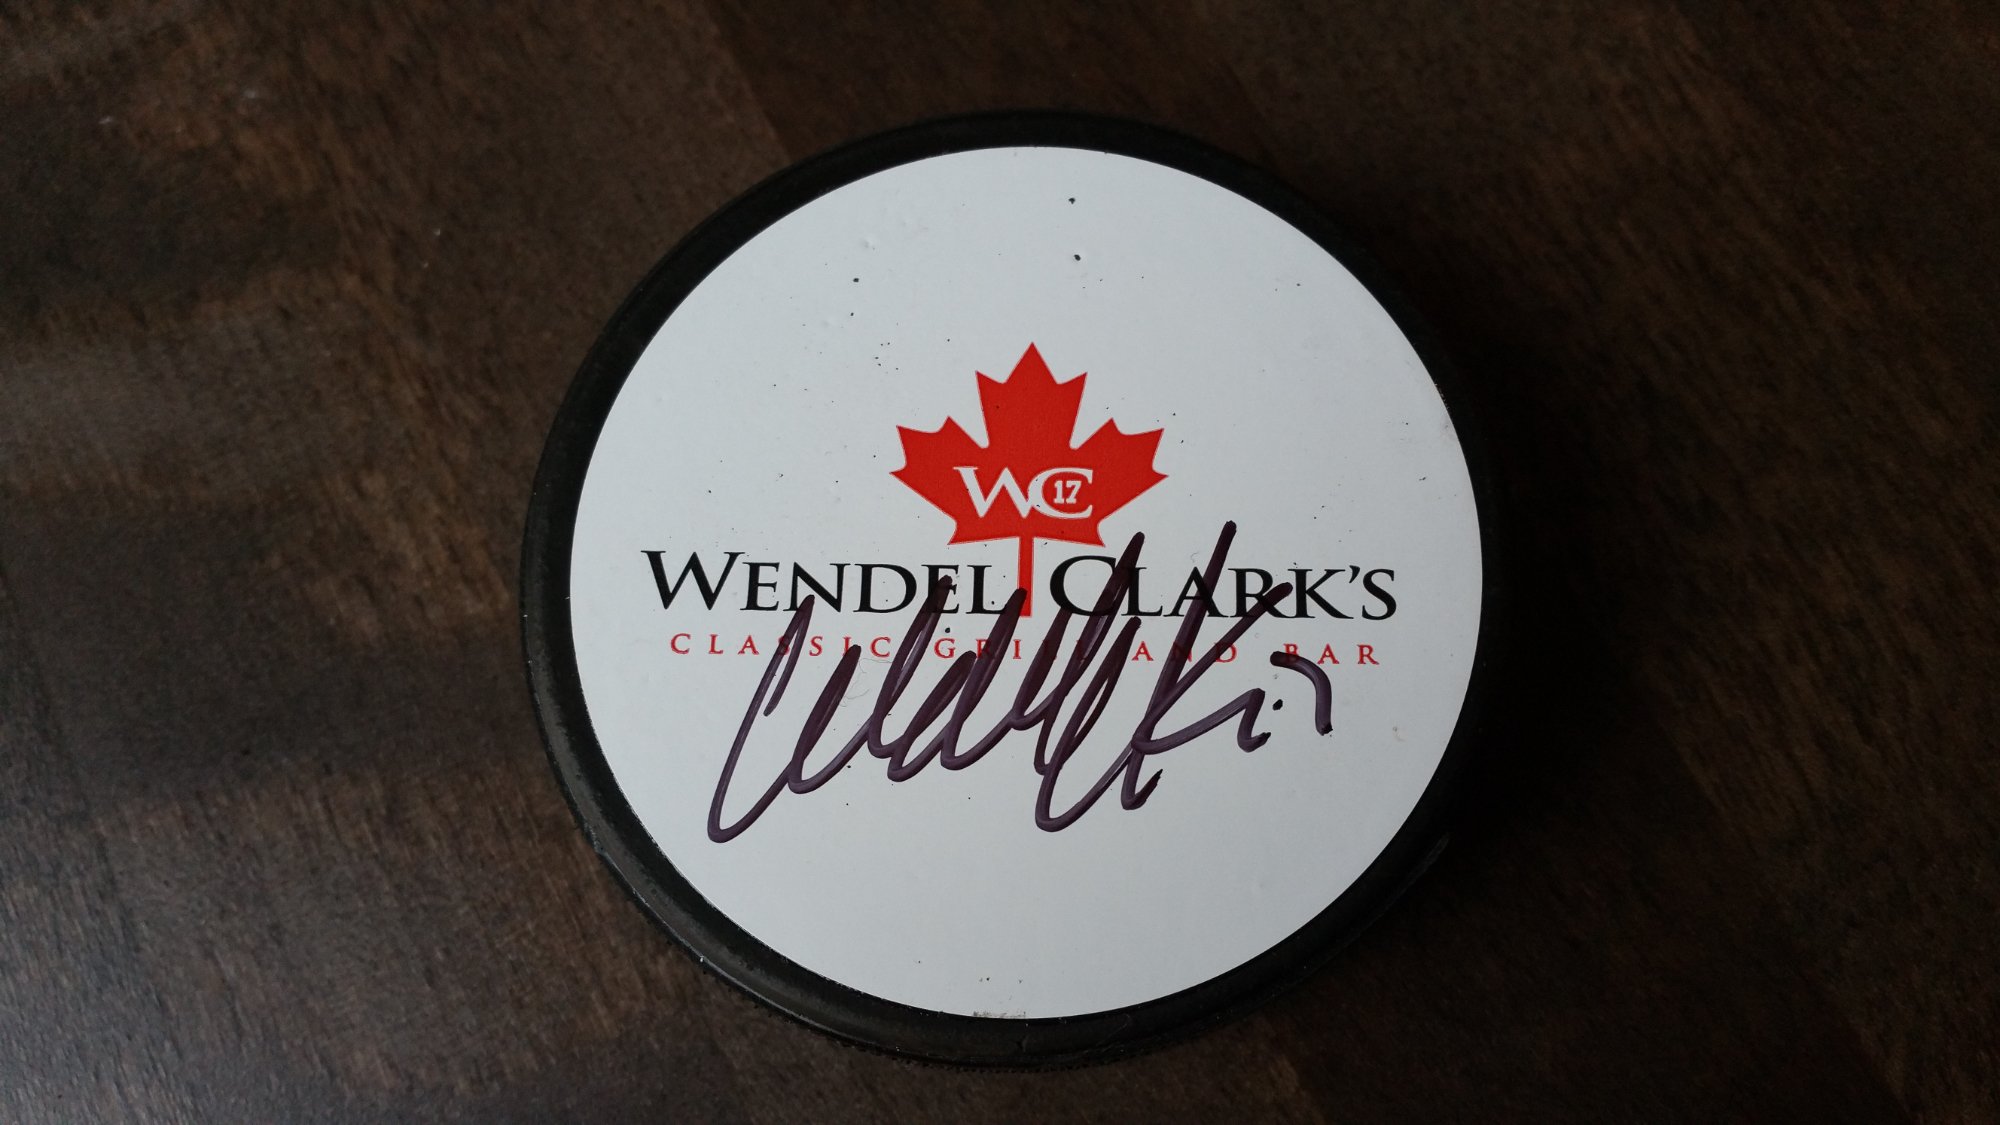 WC 17
WENDEL CLARK'S
CLASSIC GRILL AND BAR